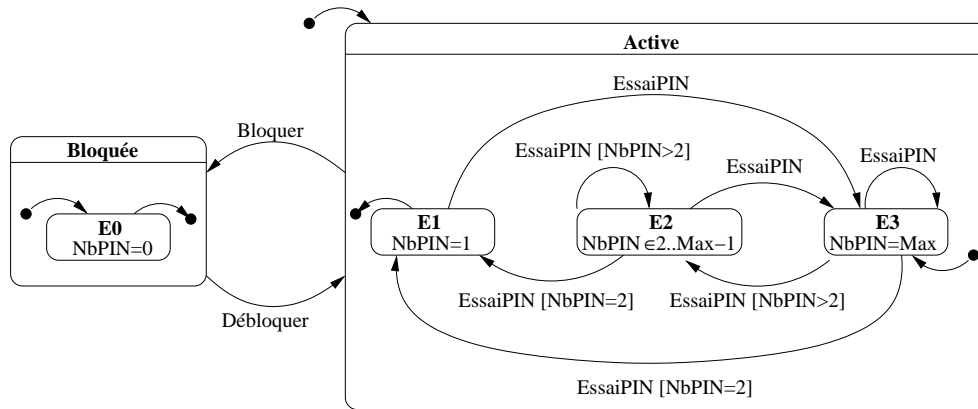 Active
EssaiPIN
Bloquer
Bloquée
EssaiPIN [NbPIN>2]
EssaiPIN
EssaiPIN
E0
NbPIN=0
E1
NbPIN=1
E2
NbPIN∈2..Max−1
E3
NbPIN=Max
EssaiPIN [NbPIN=2]
EssaiPIN [NbPIN>2]
Débloquer
EssaiPIN [NbPIN=2]